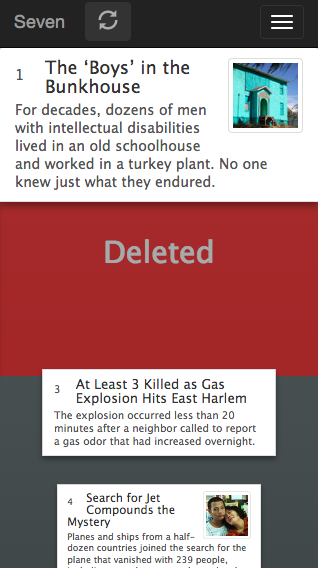 Seven
1
The ‘Boys’ in the
Bunkhouse
For decades, dozens of men
with intellectual disabilities
lived in an old schoolhouse
and worked in a turkey plant. No one
knew just what they endured.
Deleted
3
At Least 3 Killed as Gas
Explosion Hits East Harlem
The explosion occurred less than 20
minutes after a neighbor called to report
a gas odor that had increased overnight.
4
Search for Jet
Compounds the
Mystery
Planes and ships from a half-
dozen countries joined the search for the
plane that vanished with 239 people,